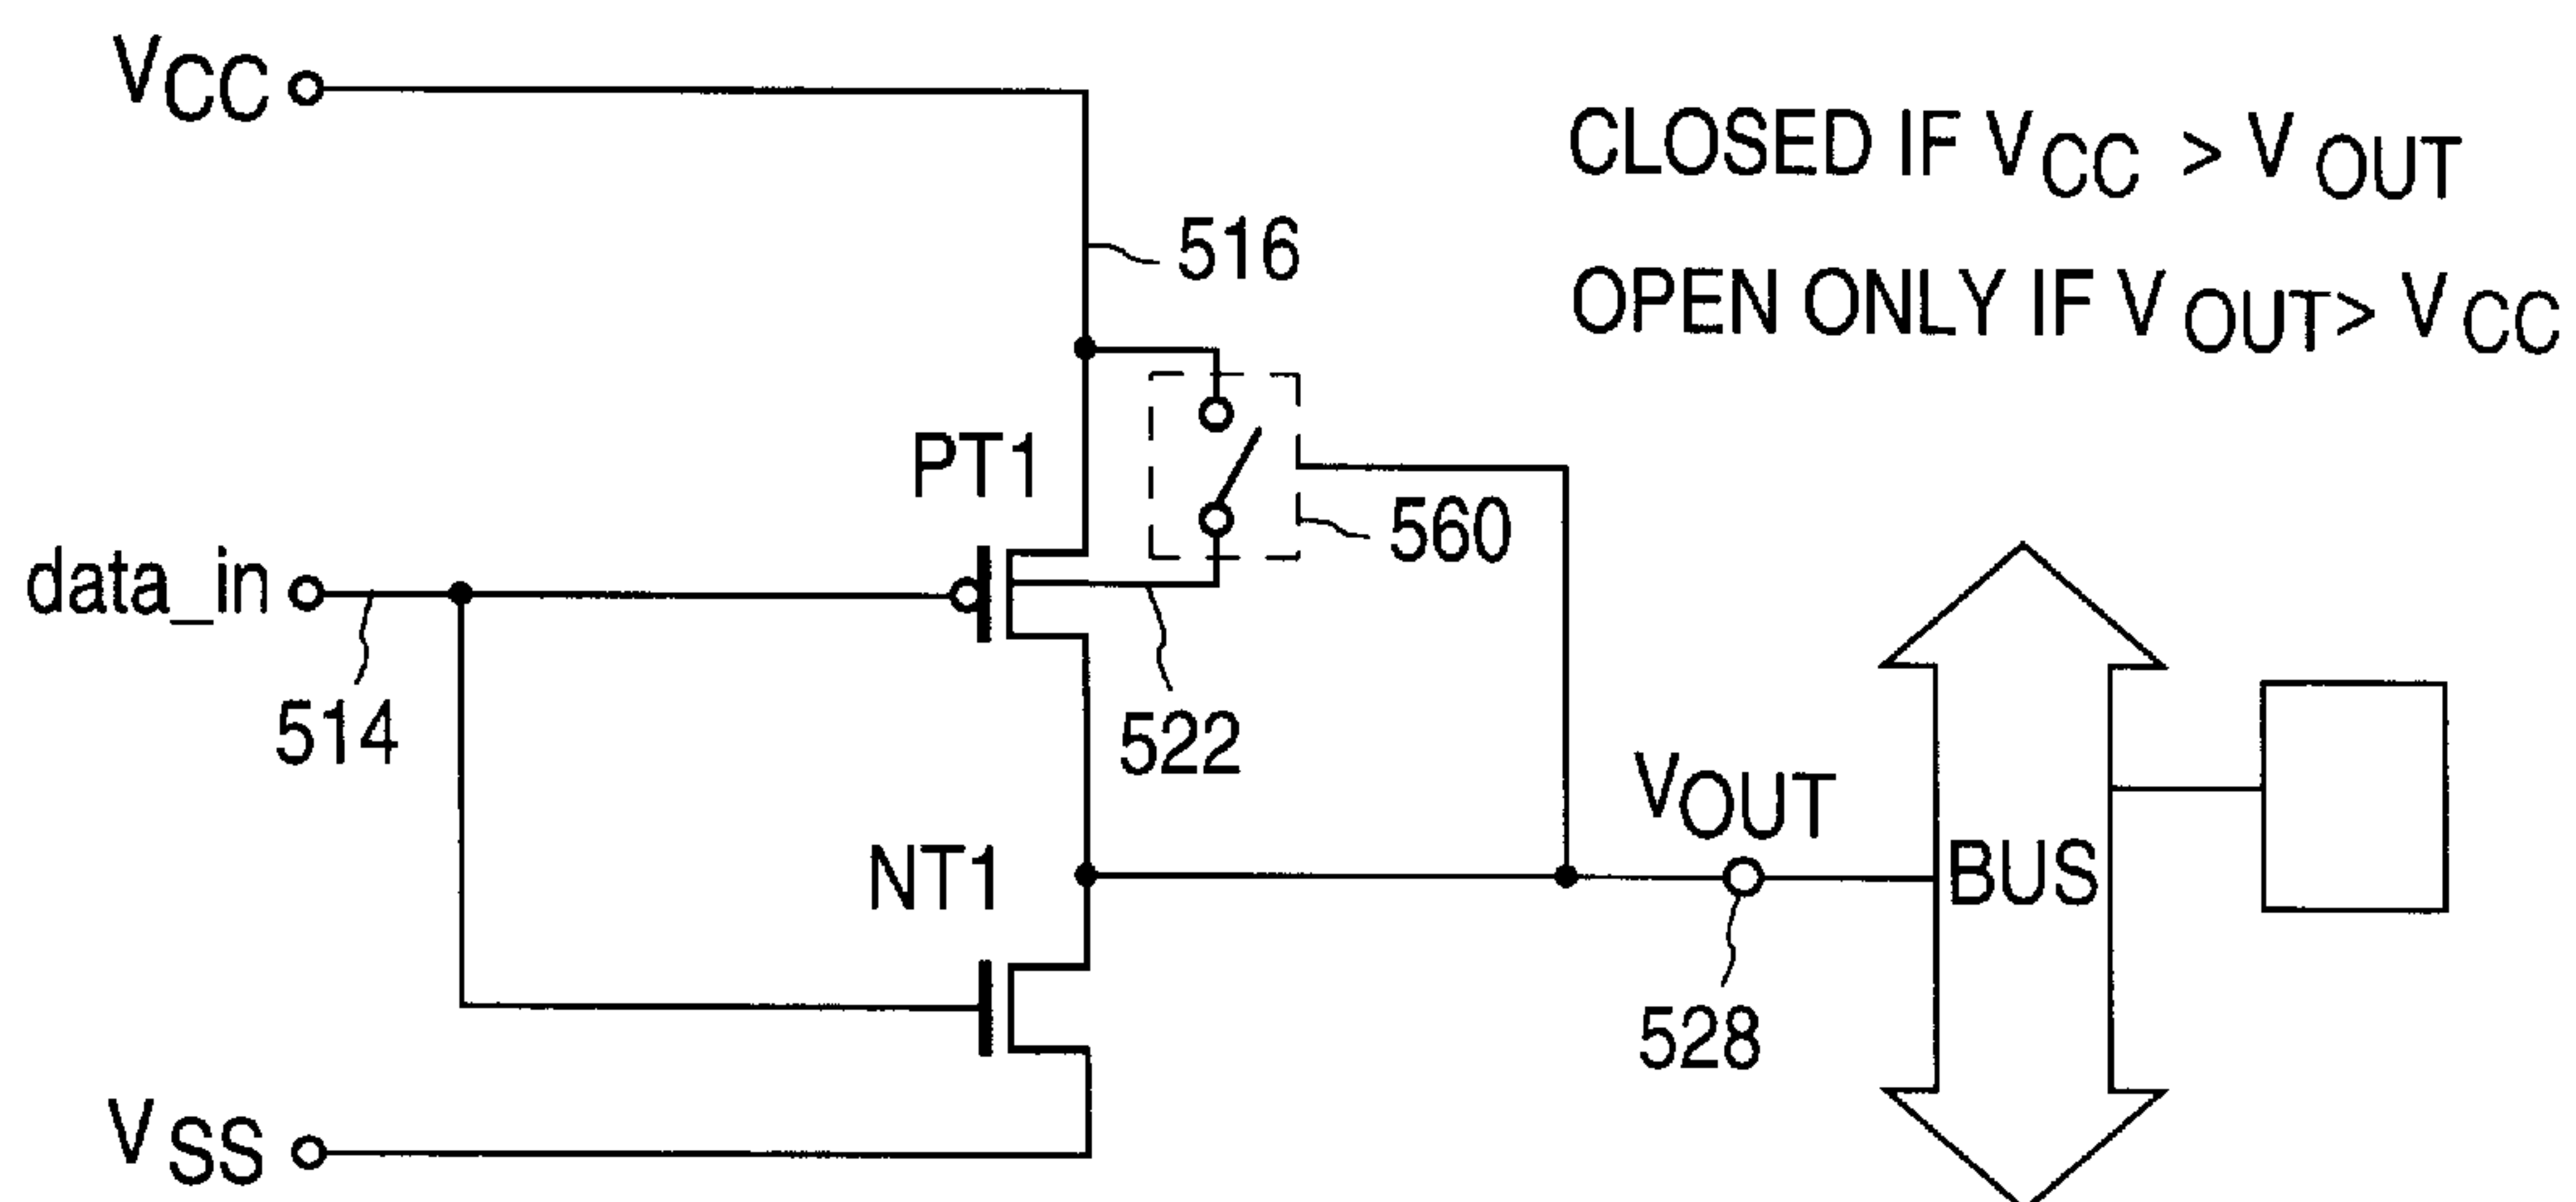 VCC
CLOSED IF VCC > VOUT
516
OPEN ONLY IF VOUT > VCC
PT1
560
data_in
514
522
VOUT
NT1
BUS
528
VSS